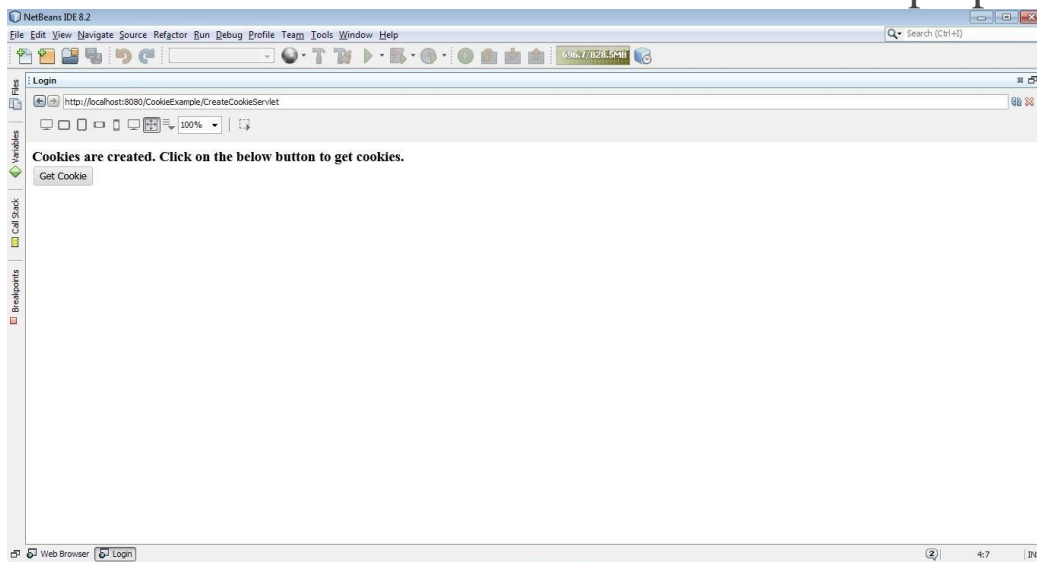 NetBeans IDE 8.2
File Edit View Navigate Source Refactor Run Debug Profile Team Tools Window Help
Search (Ctrl+I)
696.7/828.5MB
Files
Login
http://localhost:8080/CookieExample/CreateCookieServlet
100%
Variables
Cookies are created. Click on the below button to get cookies.
Get Cookie
Call Stack
Breakpoints
Web Browser Login
2
4:7
IN